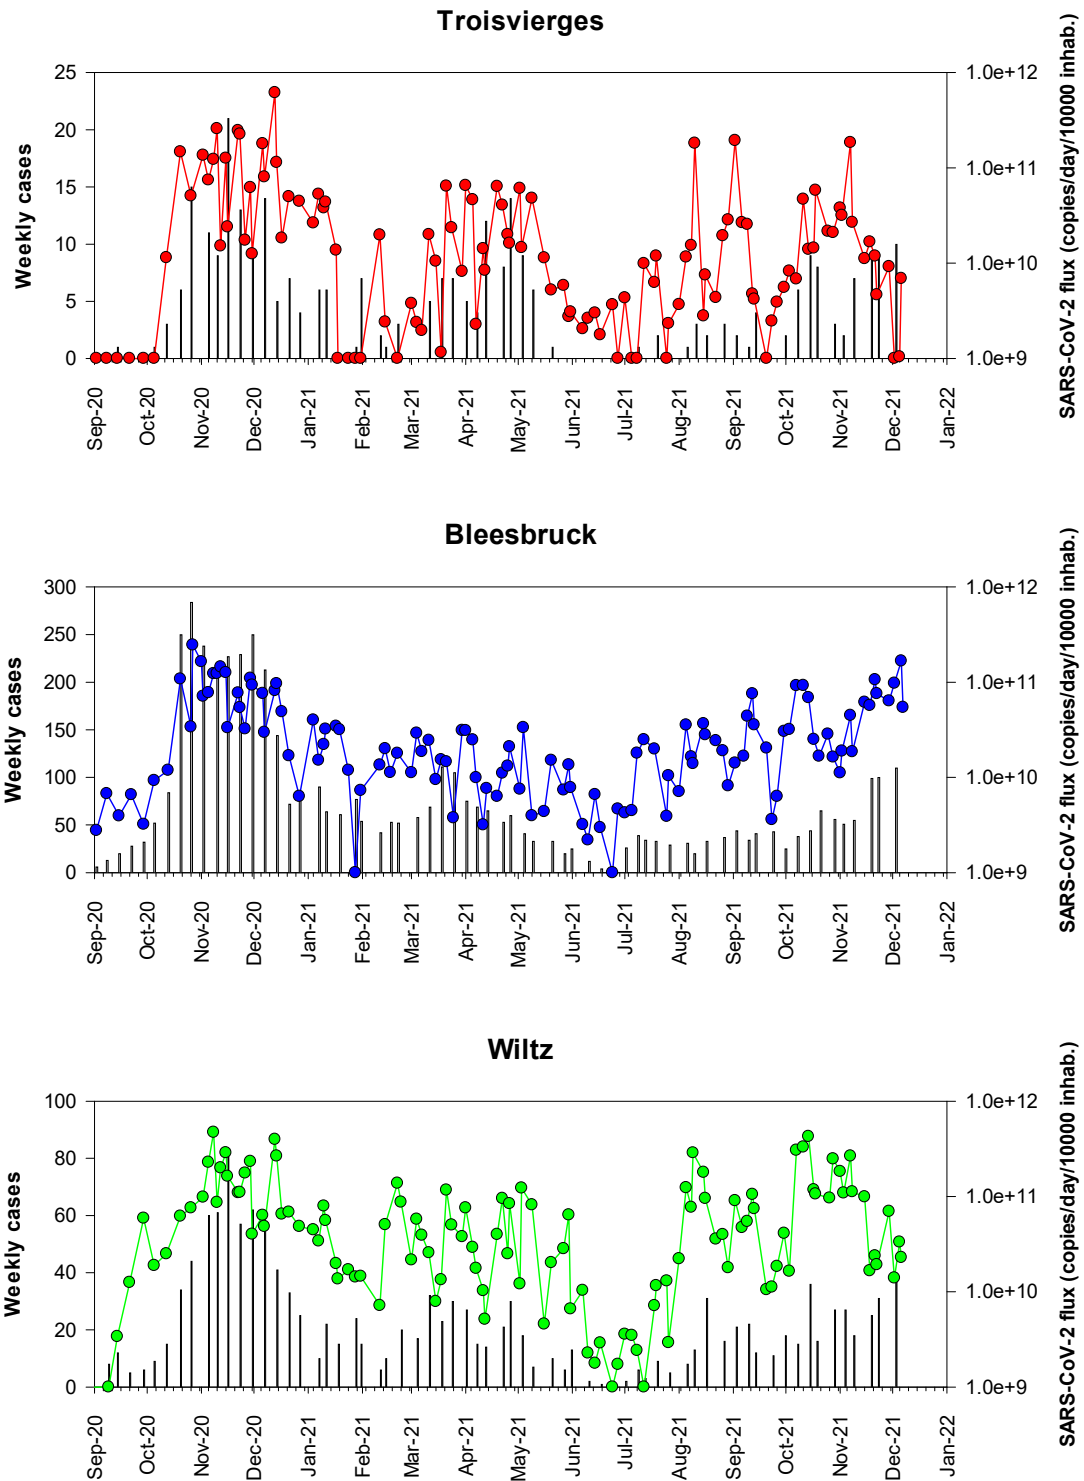 Troisvierges
Weekly cases
25
20
15
10
5
0
1.0e+12
1.0e+11
1.0e+10
1.0e+9
SARS-CoV-2 flux (copies/day/10000 inhab.)
Sep-20
Oct-20
Nov-20
Dec-20
Jan-21
Feb-21
Mar-21
Apr-21
May-21
Jun-21
Jul-21
Aug-21
Sep-21
Oct-21
Nov-21
Dec-21
Jan-22
Bleesbruck
Weekly cases
300
250
200
150
100
50
0
1.0e+12
1.0e+11
1.0e+10
1.0e+9
SARS-CoV-2 flux (copies/day/10000 inhab.)
Sep-20
Oct-20
Nov-20
Dec-20
Jan-21
Feb-21
Mar-21
Apr-21
May-21
Jun-21
Jul-21
Aug-21
Sep-21
Oct-21
Nov-21
Dec-21
Jan-22
Wiltz
Weekly cases
100
80
60
40
20
0
1.0e+12
1.0e+11
1.0e+10
1.0e+9
SARS-CoV-2 flux (copies/day/10000 inhab.)
Sep-20
Oct-20
Nov-20
Dec-20
Jan-21
Feb-21
Mar-21
Apr-21
May-21
Jun-21
Jul-21
Aug-21
Sep-21
Oct-21
Nov-21
Dec-21
Jan-22